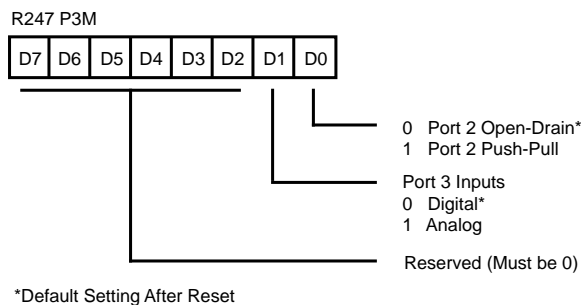 R247 P3M
D7 D6 D5 D4 D3 D2 D1 D0
0 Port 2 Open-Drain*
1 Port 2 Push-Pull
Port 3 Inputs
0 Digital*
1 Analog
Reserved (Must be 0)
*Default Setting After Reset